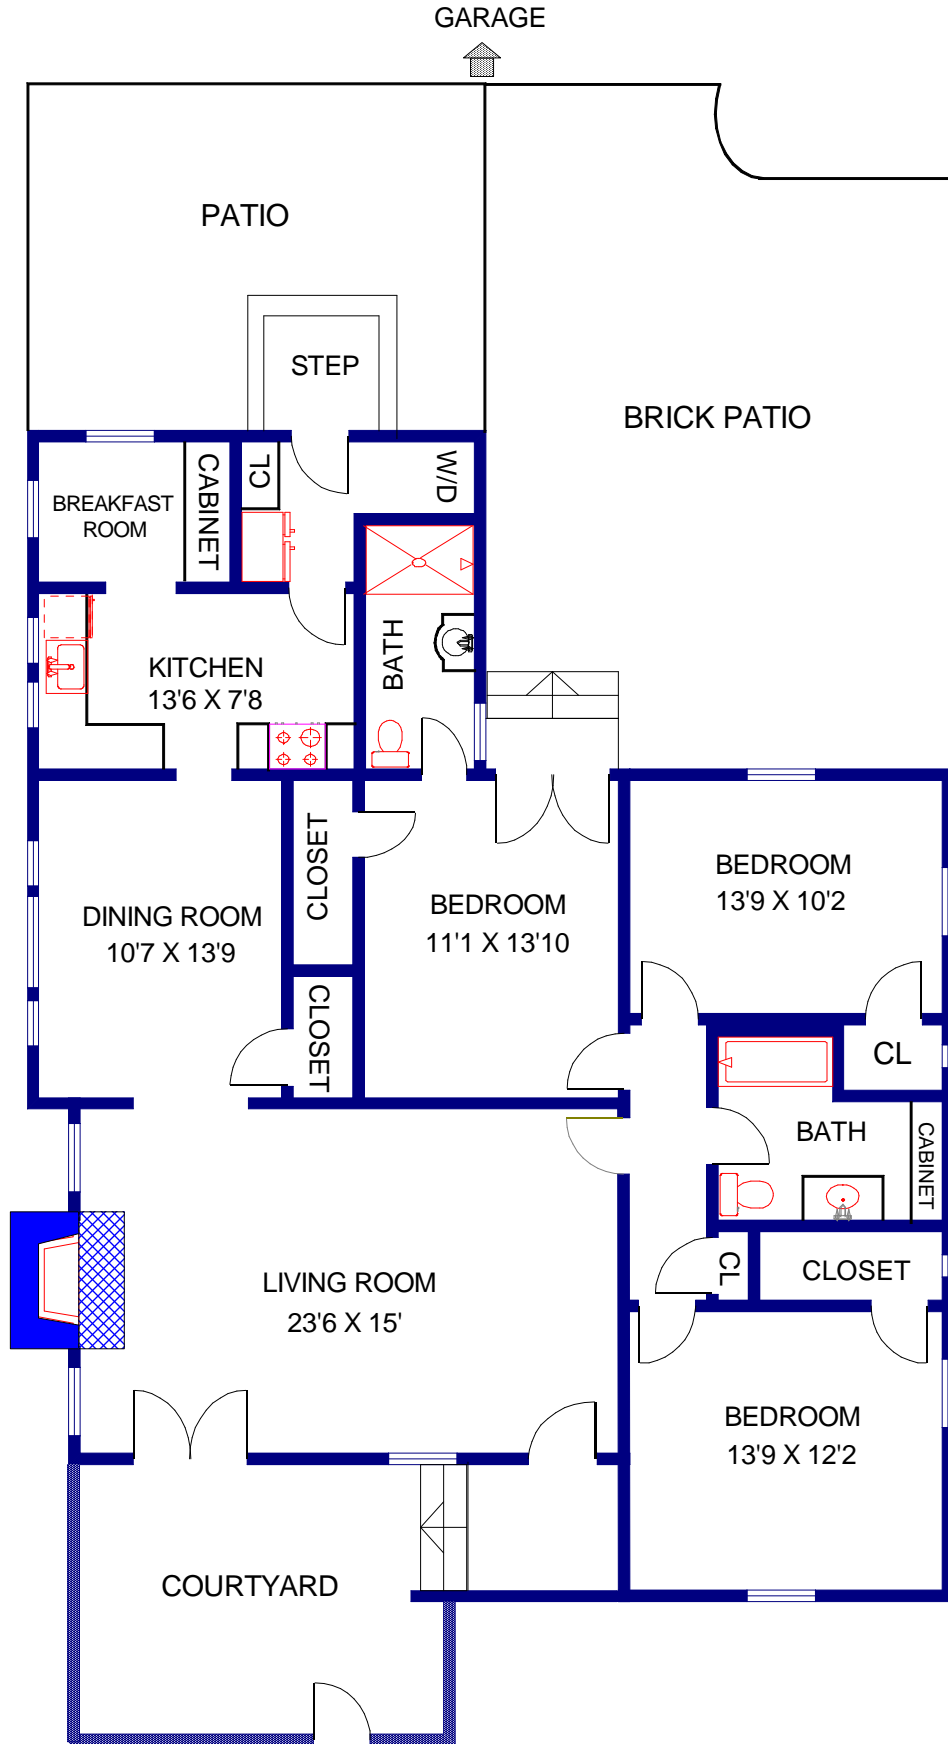 GARAGE
PATIO
STEP
BRICK PATIO
BREAKFAST
ROOM
CABINET
CL
W/D
KITCHEN
13'6 X 7'8
BATH
CLOSET
DINING ROOM
10'7 X 13'9
BEDROOM
11'1 X 13'10
BEDROOM
13'9 X 10'2
CLOSET
CL
BATH
CABINET
LIVING ROOM
23'6 X 15'
CL
CLOSET
BEDROOM
13'9 X 12'2
COURTYARD